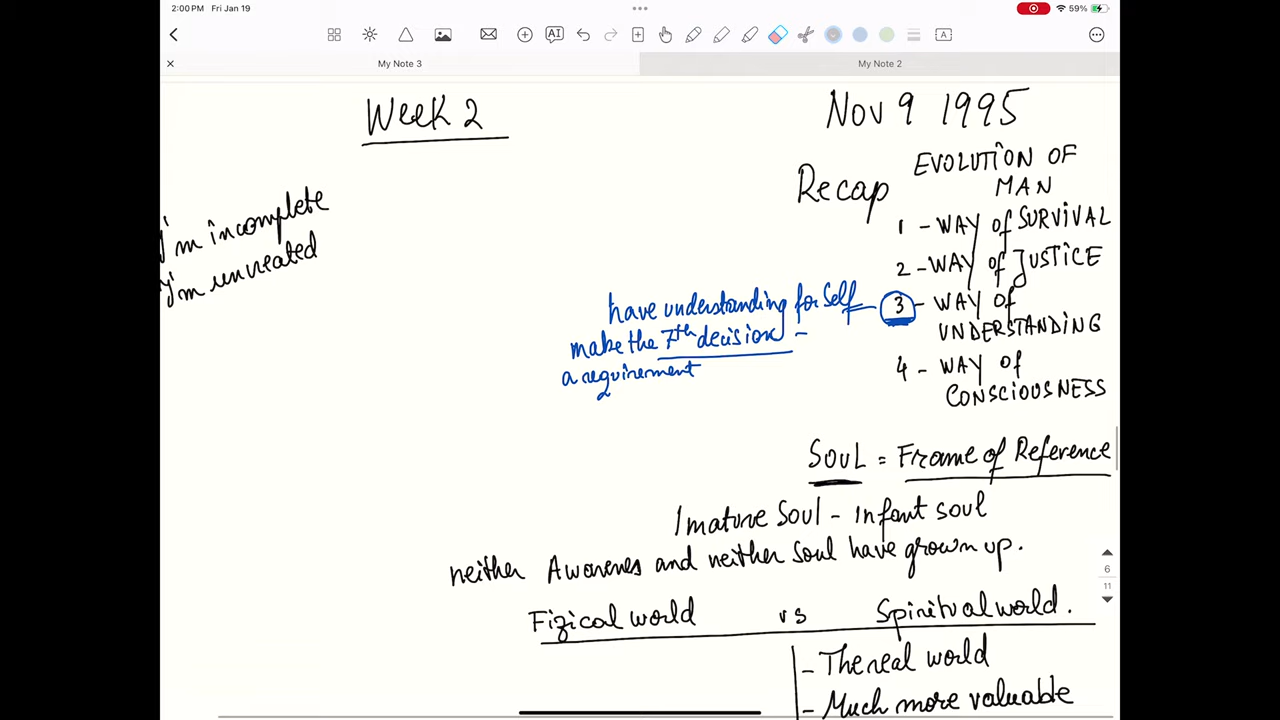 2:00 PM Fri Jan 19
59%
My Note 3
My Note 2
Week 2
Nov 9 1995
Recap
EVOLUTION OF
MAN
1 - WAY of SURVIVAL
2 - WAY of JUSTICE
3 - WAY of
UNDERSTANDING
4 - WAY of
CONSCIOUSNESS
I'm incomplete
I'm uncreated
have understanding for Self
make the 7th decision -
a requirement
SOUL = Frame of Reference
Imature Soul - infant soul
neither Awarenes and neither Soul have grown up.
Fizical world vs Spiritual world.
- The real world
- Much more valuable
6
11